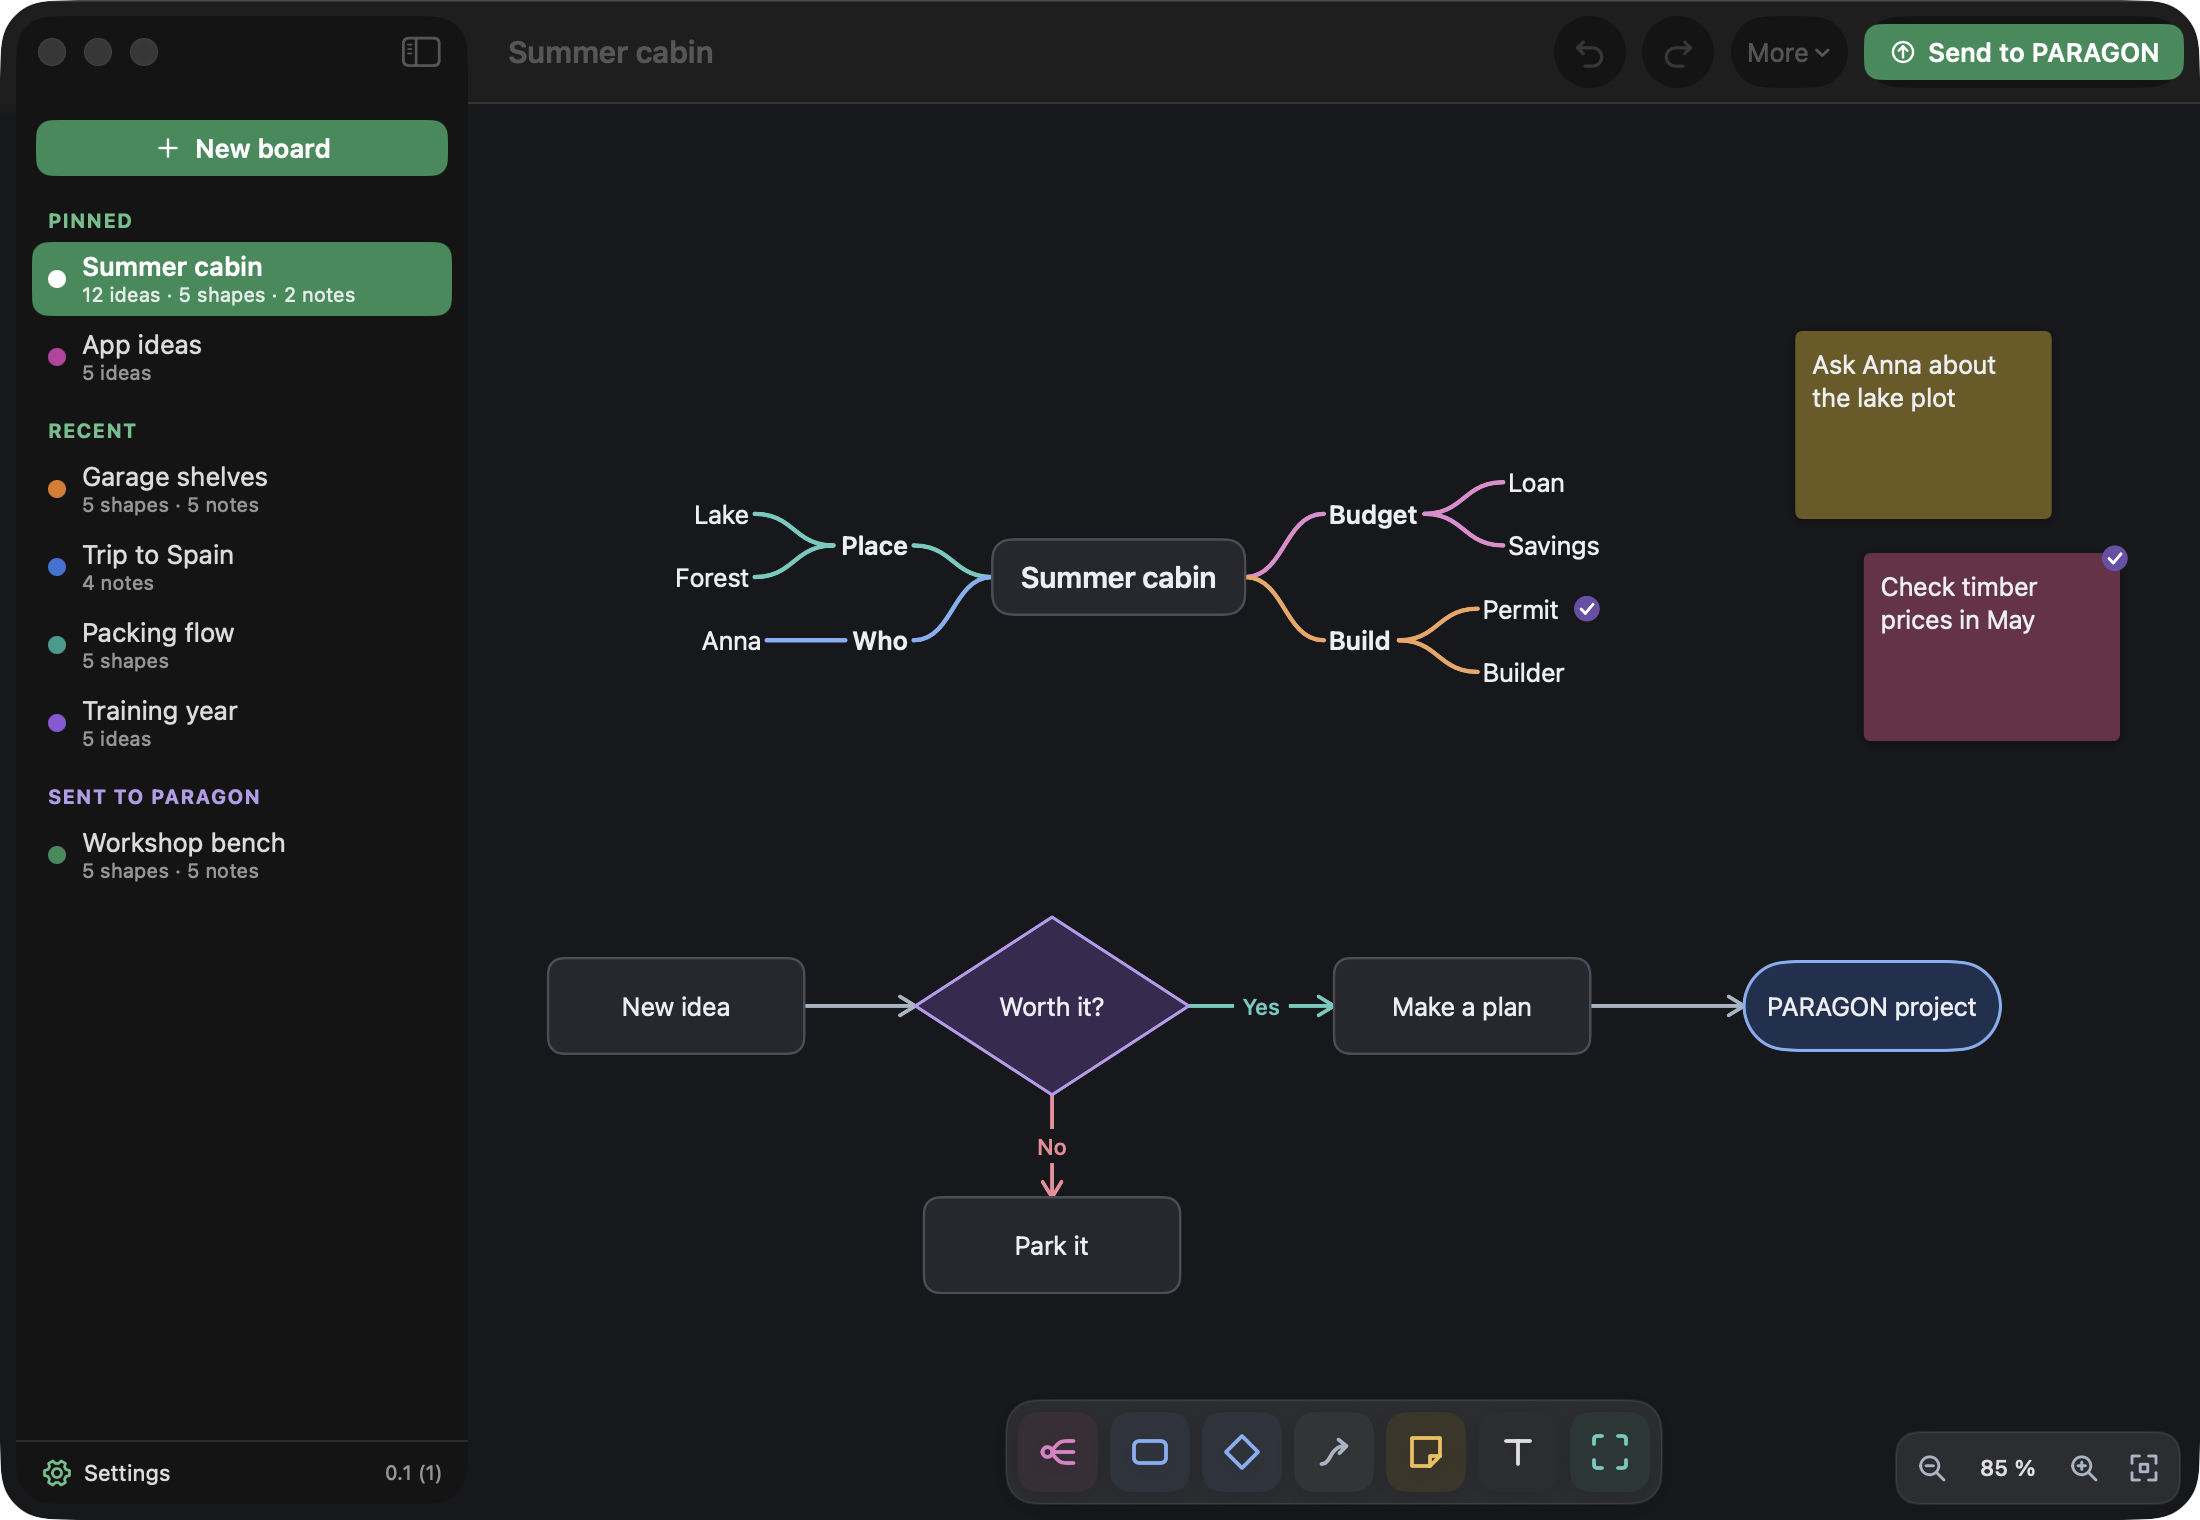 Summer cabin
More
Send to PARAGON
New board
PINNED
Summer cabin
12 ideas · 5 shapes · 2 notes
App ideas
5 ideas
RECENT
Garage shelves
5 shapes · 5 notes
Trip to Spain
4 notes
Packing flow
5 shapes
Training year
5 ideas
SENT TO PARAGON
Workshop bench
5 shapes · 5 notes
Settings
0.1 (1)
Lake
Forest
Place
Anna
Who
Summer cabin
Budget
Loan
Savings
Build
Permit
Builder
Ask Anna about
the lake plot
Check timber
prices in May
New idea
Worth it?
Yes
Make a plan
PARAGON project
No
Park it
T
85 %